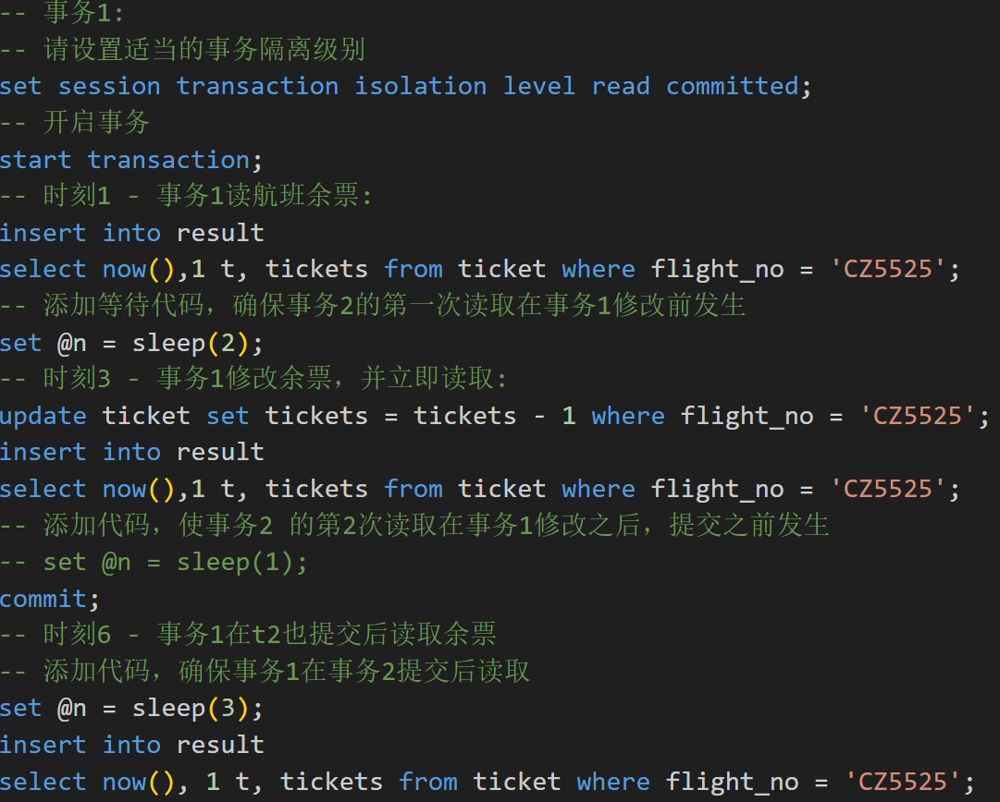 -- 事务1:
-- 请设置适当的事务隔离级别
set session transaction isolation level read committed;
-- 开启事务
start transaction;
-- 时刻1 - 事务1读航班余票:
insert into result
select now(),1 t, tickets from ticket where flight_no = 'CZ5525';
-- 添加等待代码，确保事务2的第一次读取在事务1修改前发生
set @n = sleep(2);
-- 时刻3 - 事务1修改余票，并立即读取:
update ticket set tickets = tickets - 1 where flight_no = 'CZ5525';
insert into result
select now(),1 t, tickets from ticket where flight_no = 'CZ5525';
-- 添加代码，使事务2 的第2次读取在事务1修改之后，提交之前发生
-- set @n = sleep(1);
commit;
-- 时刻6 - 事务1在t2也提交后读取余票
-- 添加代码，确保事务1在事务2提交后读取
set @n = sleep(3);
insert into result
select now(), 1 t, tickets from ticket where flight_no = 'CZ5525';